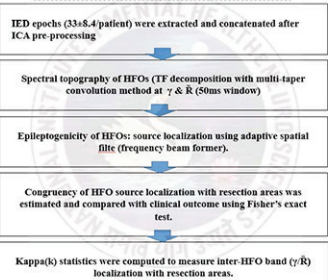 IED epochs (33±8.4/patient) were extracted and concatenated after
ICA pre-processing
Spectral topography of HFOs (TF decomposition with multi-taper
convolution method at γ & Ř (50ms window)
Epileptogenicity of HFOs: source localization using adaptive spatial
filte (frequency beam former).
Congruency of HFO source localization with resection areas was
estimated and compared with clinical outcome using Fisher's exact
test.
Kappa(k) statistics were computed to measure inter-HFO band (γ/Ř)
localization with resection areas.